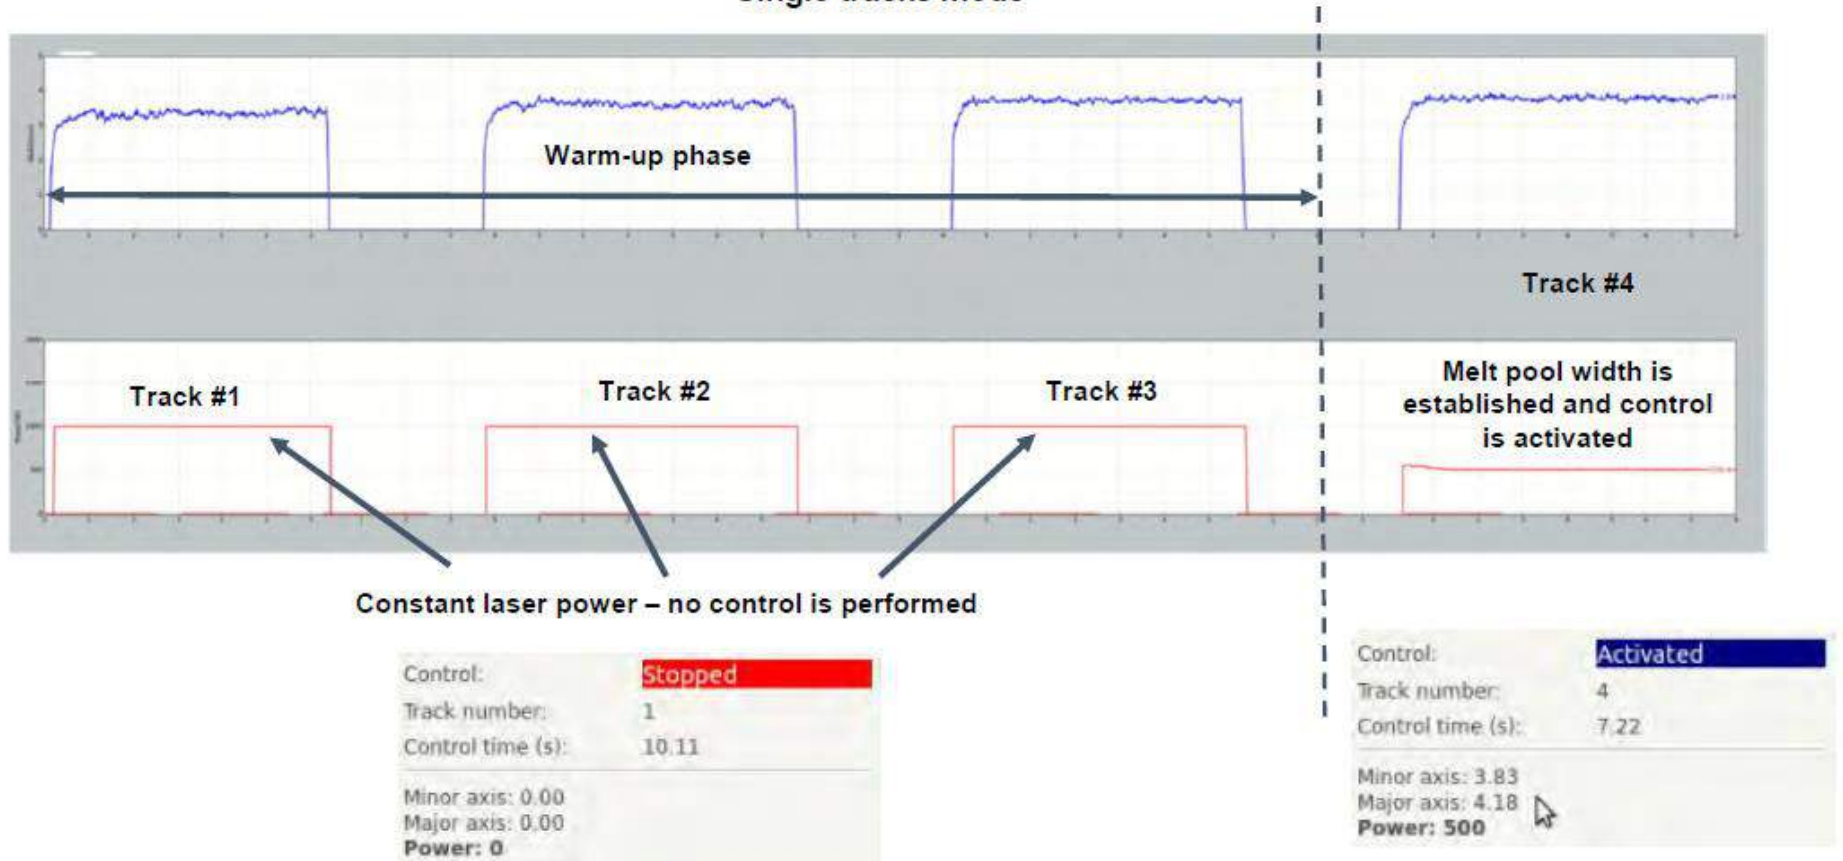 Single tracks mode
Warm-up phase
Track #4
Track #1
Track #2
Track #3
Melt pool width is
established and control
is activated
Constant laser power – no control is performed
Control: Stopped
Track number: 1
Control time (s): 10.11
Minor axis: 0.00
Major axis: 0.00
Power: 0
Control: Activated
Track number: 4
Control time (s): 7.22
Minor axis: 3.83
Major axis: 4.18
Power: 500